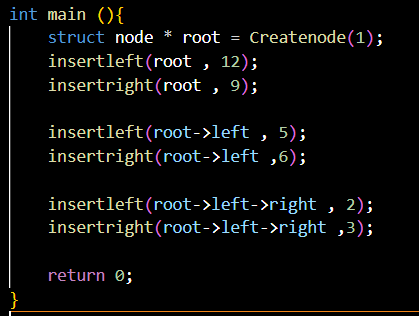 int main (){
struct node * root = Createnode(1);
insertleft(root , 12);
insertright(root , 9);
insertleft(root->left , 5);
insertright(root->left ,6);
insertleft(root->left->right , 2);
insertright(root->left->right ,3);
return 0;
}